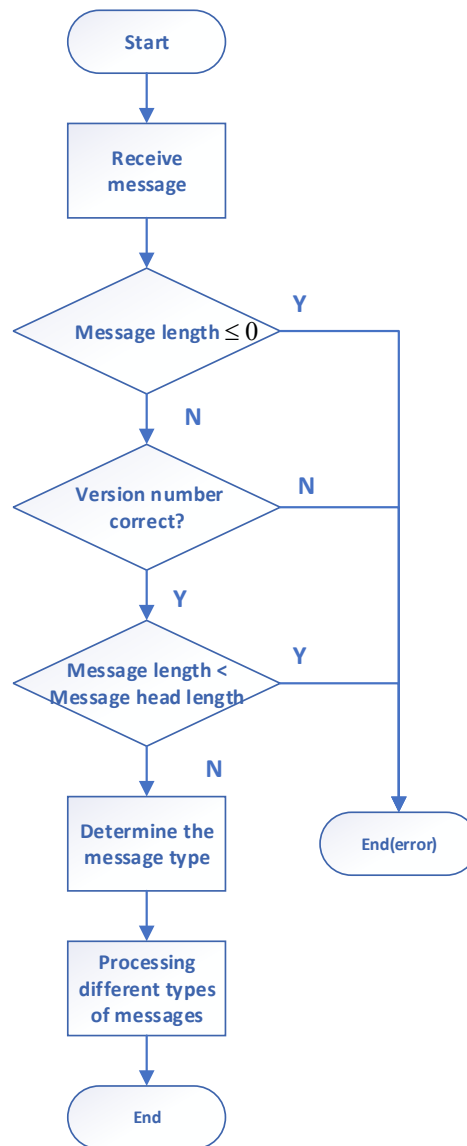 Start
Receive
message
Message length ≤ 0
Y
N
Version number
correct?
N
Y
Message length <
Message head length
Y
N
Determine the
message type
End(error)
Processing
different types
of messages
End